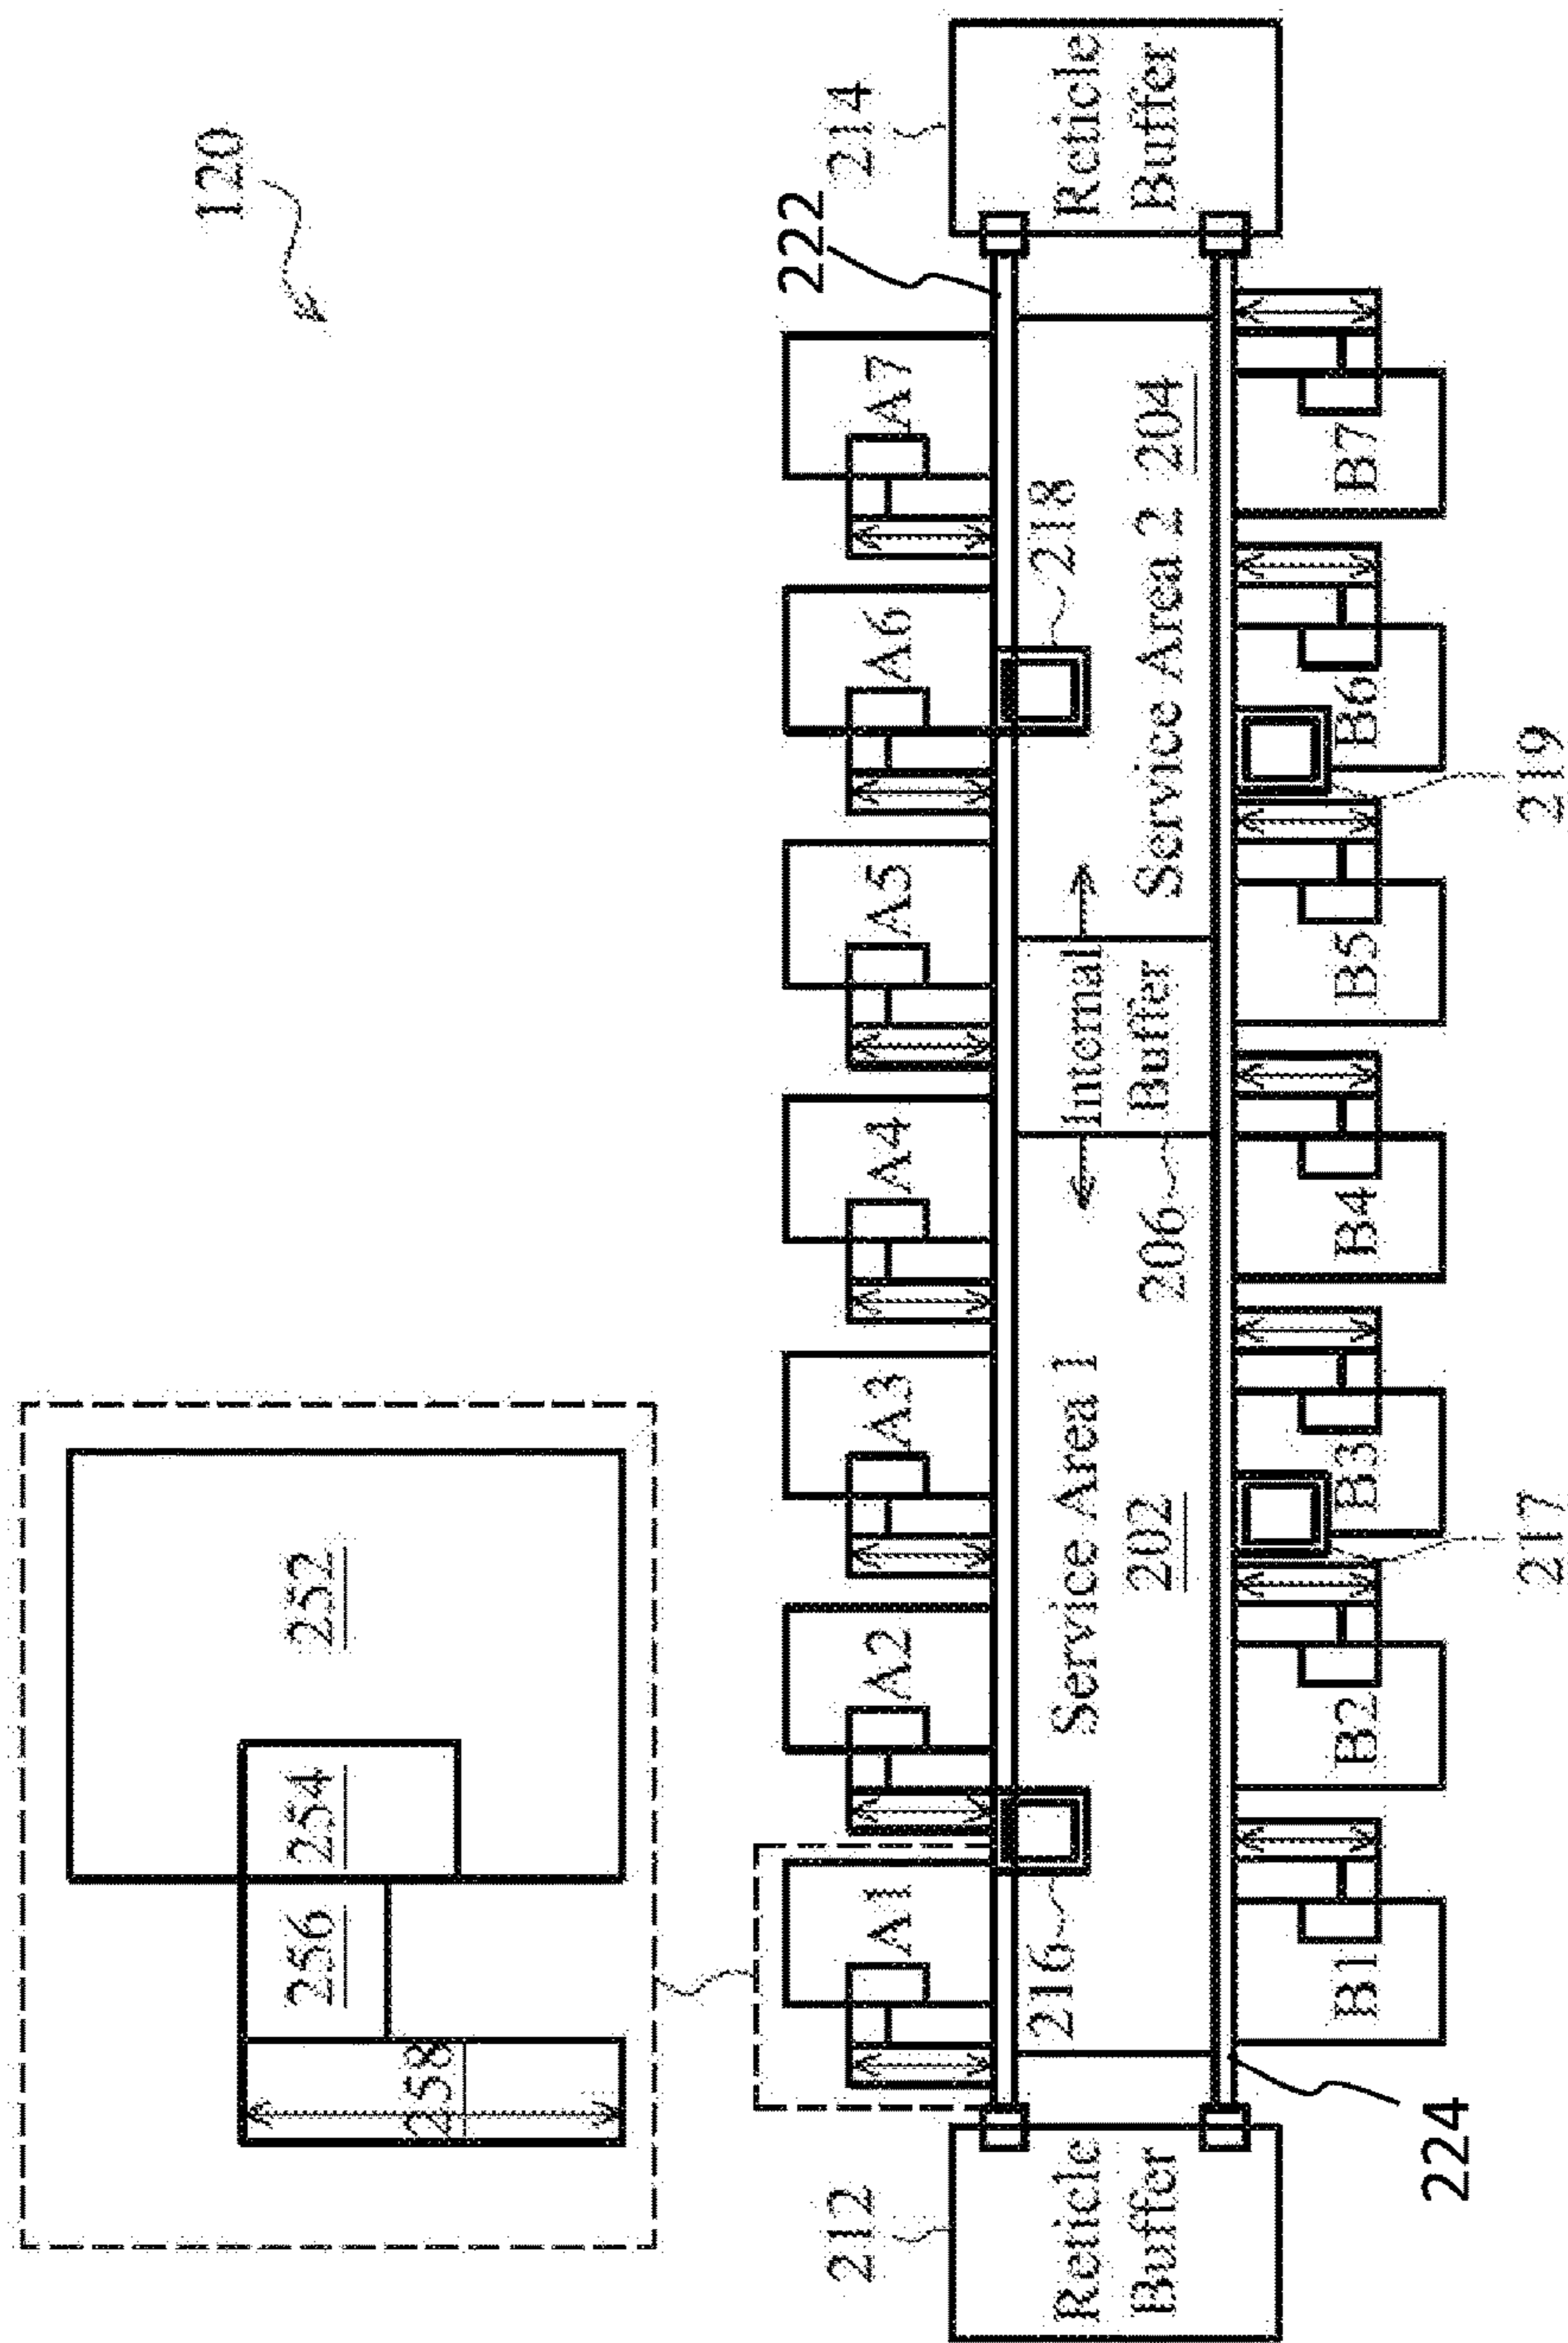 120
252
254
256
258
A1
A2
A3
A4
A5
A6
A7
222
214
212
Reticle
Buffer
216
Service Area 1
202
206
Internal
Buffer
218
Service Area 2 204
Reticle
Buffer
B1
B2
B3
B4
B5
B6
B7
224
217
219